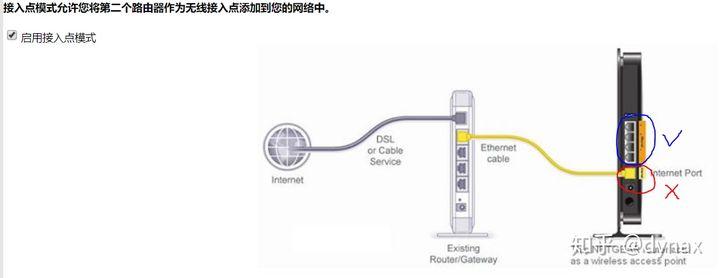 接入点模式允许您将第二个路由器作为无线接入点添加到您的网络中。
启用接入点模式
DSL
or Cable
Service
Ethernet
cable
Internet
Internet Port
Existing
Router/Gateway
NETGEAR
as a wireless access point
知乎 @dynax